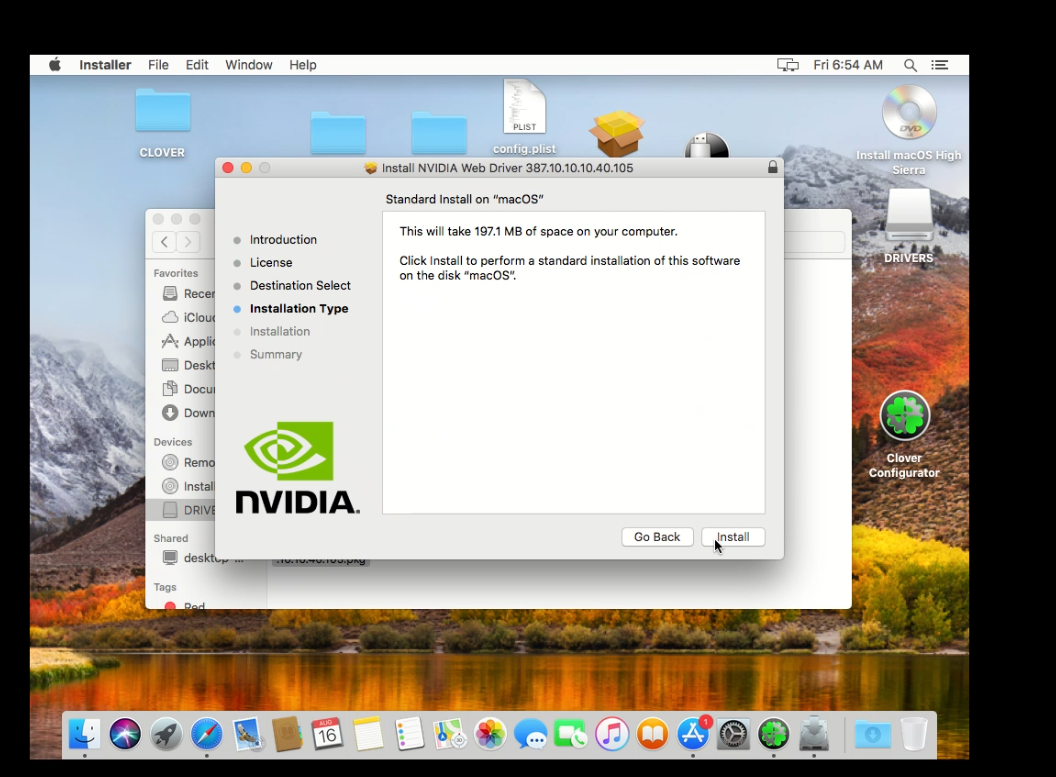 Installer File Edit Window Help
Fri 6:54 AM
CLOVER
PLIST
config.plist
DVD
Install macOS High
Sierra
DRIVERS
Clover
Configurator
Install NVIDIA Web Driver 387.10.10.10.40.105
Standard Install on “macOS”
Introduction
License
Destination Select
Installation Type
Installation
Summary
This will take 197.1 MB of space on your computer.
Click Install to perform a standard installation of this software
on the disk “macOS”.
NVIDIA.
Go Back
Install
Favorites
Recen
iCloud
Applic
Deskt
Docu
Down
Devices
Remo
Instal
DRIVE
Shared
desktop-...
Tags
Red
.10.10.40.105.pkg
AUG
16
1